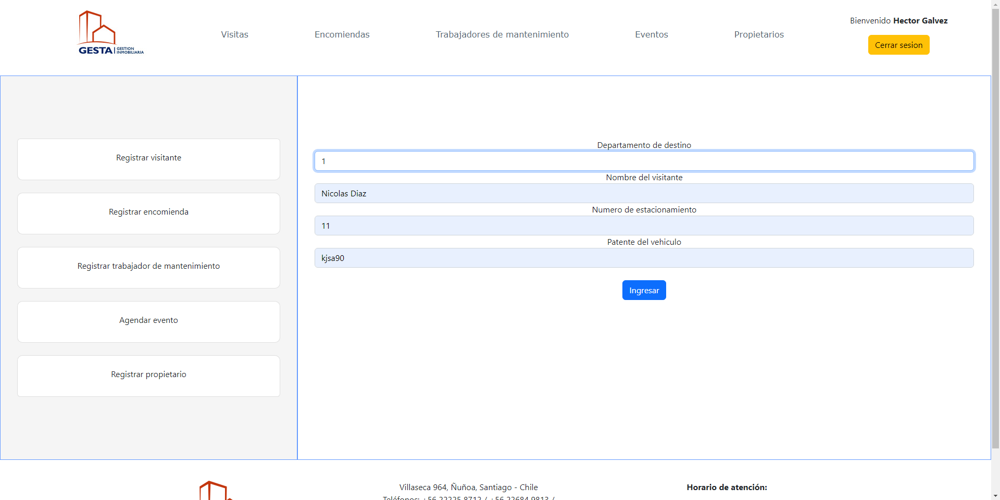 GESTA | GESTION INMOBILIARIA
Visitas
Encomiendas
Trabajadores de mantenimiento
Eventos
Propietarios
Bienvenido Hector Galvez
Cerrar sesion
Registrar visitante
Registrar encomienda
Registrar trabajador de mantenimiento
Agendar evento
Registrar propietario
Departamento de destino
1
Nombre del visitante
Nicolas Diaz
Numero de estacionamiento
11
Patente del vehiculo
kjsa90
Ingresar
Villaseca 964, Ñuñoa, Santiago - Chile
Teléfonos: +56 22225 8712 / +56 22684 9813 /
Horario de atención: